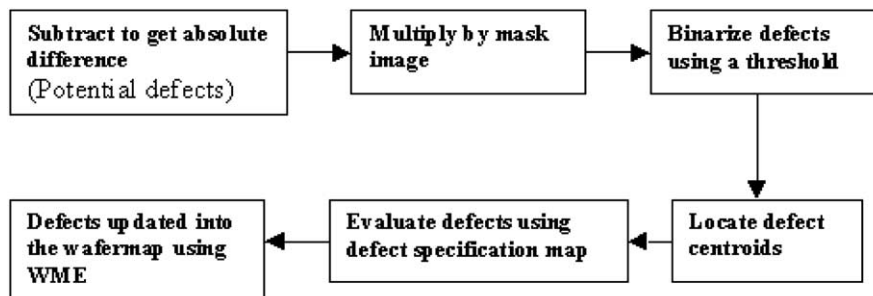 Subtract to get absolute
difference
(Potential defects)
Multiply by mask
image
Binarize defects
using a threshold
Locate defect
centroids
Evaluate defects using
defect specification map
Defects updated into
the wafermap using
WME